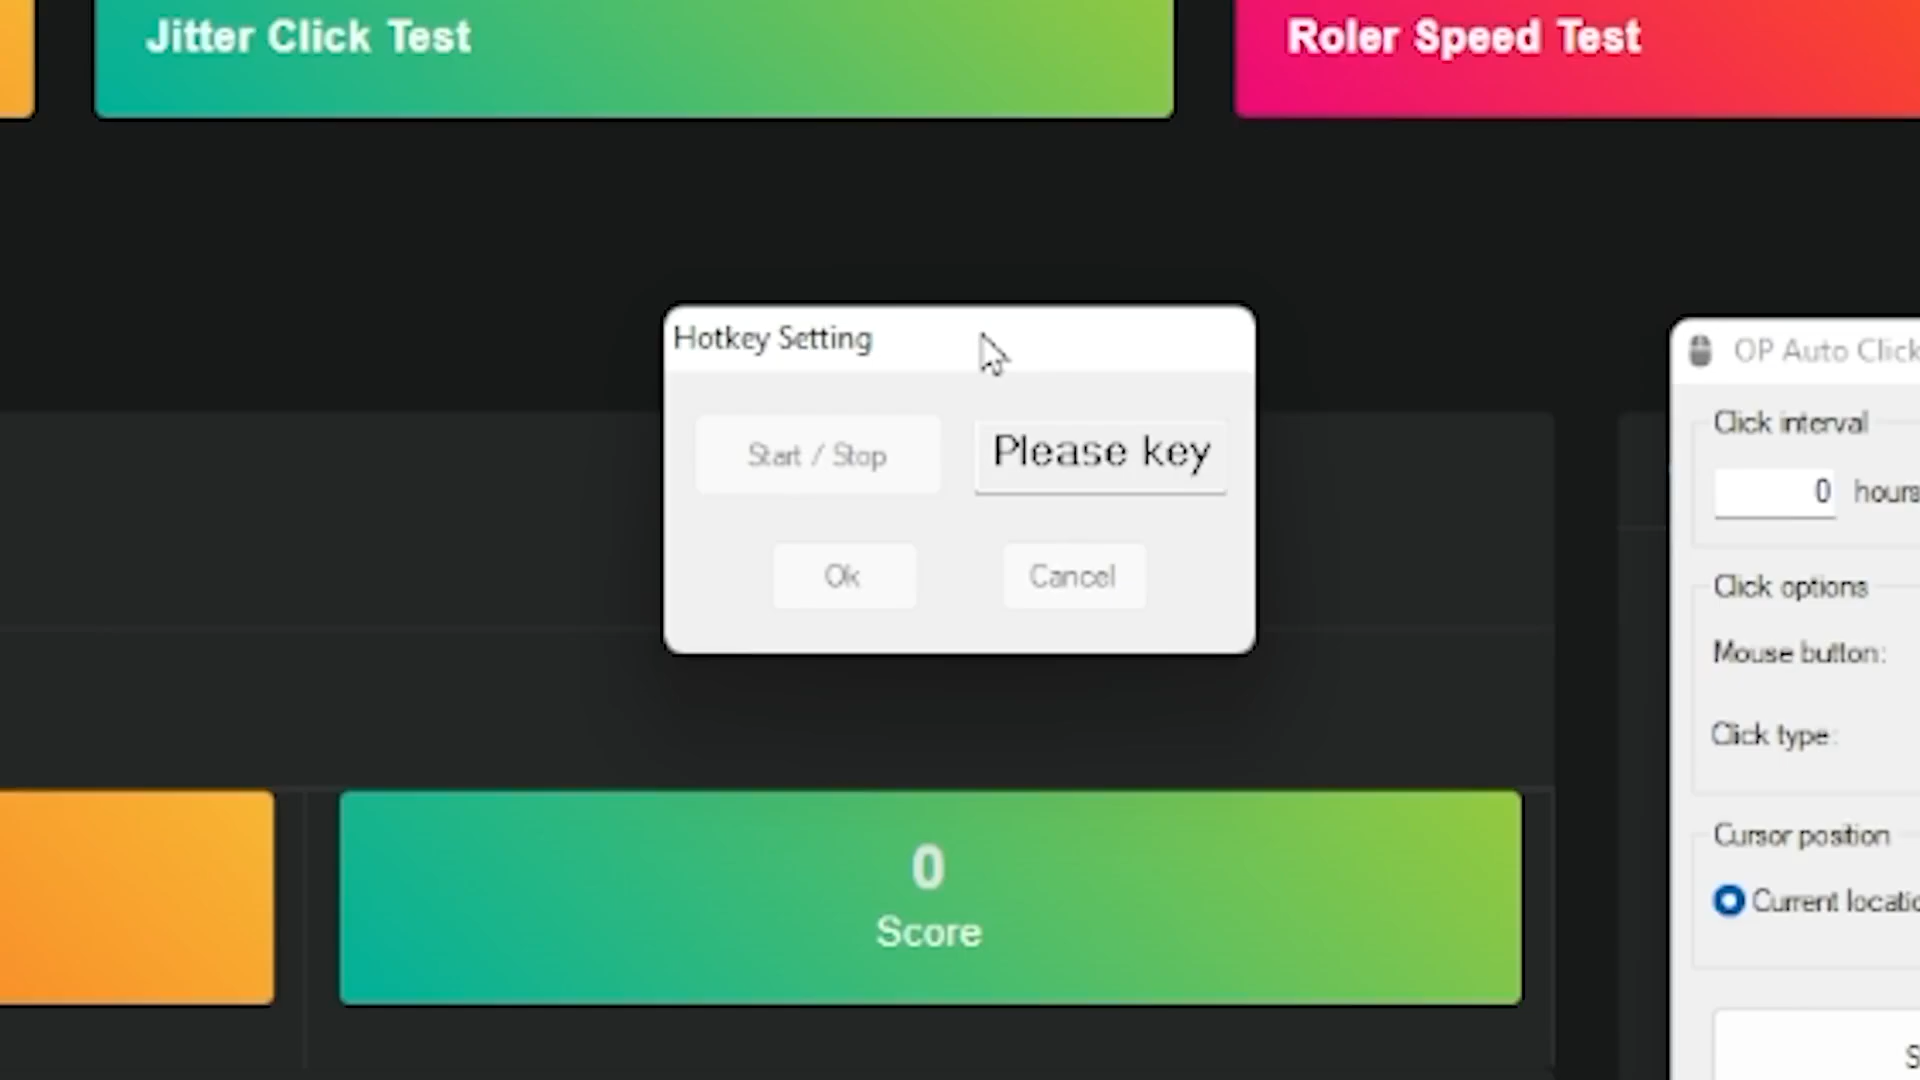 Jitter Click Test
Roler Speed Test
Hotkey Setting
Start / Stop
Please key
Ok
Cancel
0
Score
OP Auto Click
Click interval
0 hours
Click options
Mouse button:
Click type:
Cursor position
Current locatio
S